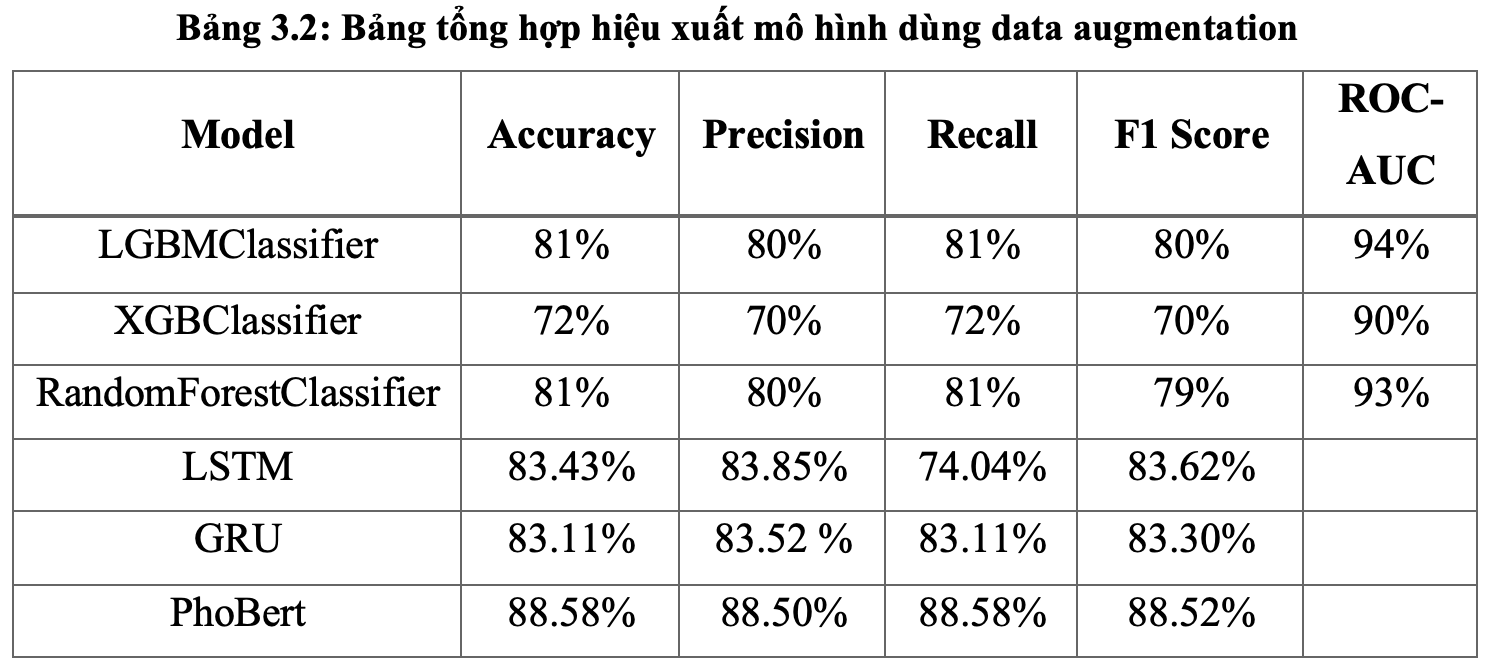 Bảng 3.2: Bảng tổng hợp hiệu xuất mô hình dùng data augmentation
Model Accuracy Precision Recall F1 Score ROC-AUC
LGBMClassifier 81% 80% 81% 80% 94%
XGBClassifier 72% 70% 72% 70% 90%
RandomForestClassifier 81% 80% 81% 79% 93%
LSTM 83.43% 83.85% 74.04% 83.62%
GRU 83.11% 83.52 % 83.11% 83.30%
PhoBert 88.58% 88.50% 88.58% 88.52%